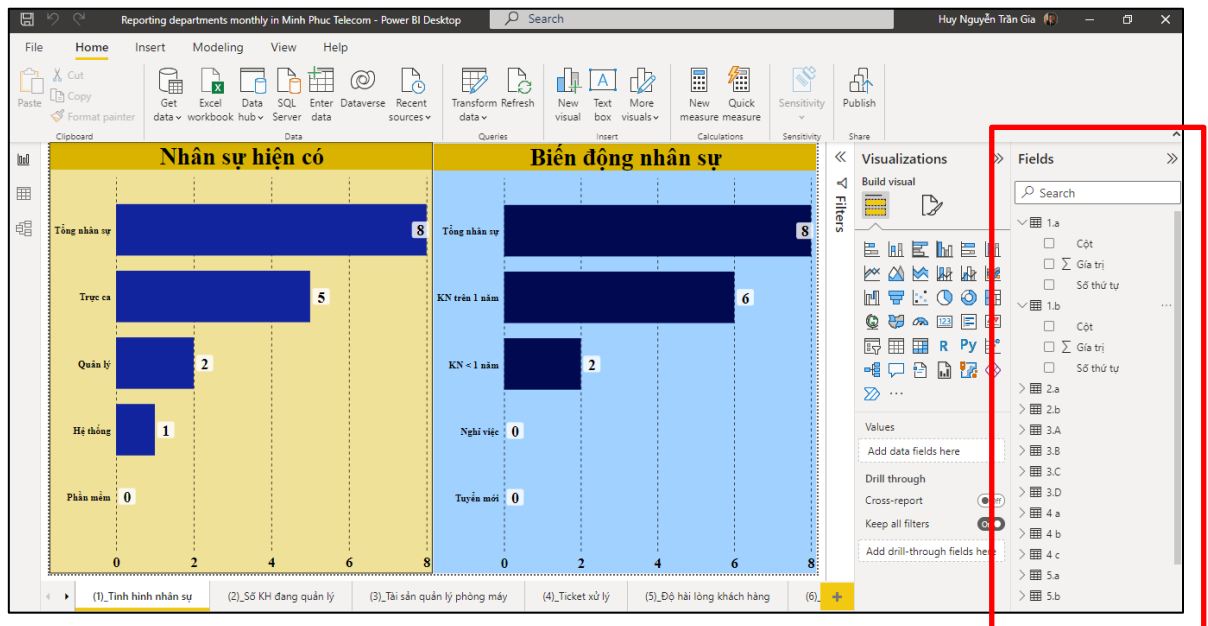 Reporting departments monthly in Minh Phuc Telecom - Power BI Desktop
Search
Huy Nguyễn Trần Gia
File Home Insert Modeling View Help
Paste
Cut
Copy
Format painter
Clipboard
Get data
Excel workbook
Data hub
SQL Server
Enter data
Dataverse
Recent sources
Data
Transform data
Refresh
Queries
New visual
Text box
More visuals
Insert
New measure
Quick measure
Calculations
Sensitivity
Sensitivity
Publish
Share
Nhân sự hiện có
Tổng nhân sự 8
Trực ca 5
Quản lý 2
Hệ thống 1
Phần mềm 0
0 2 4 6 8
Biến động nhân sự
Tổng nhân sự 8
KN trên 1 năm 6
KN < 1 năm 2
Nghỉ việc 0
Tuyển mới 0
0 2 4 6 8
Filters
Visualizations
Build visual
123
R Py
Values
Add data fields here
Drill through
Cross-report Off
Keep all filters On
Add drill-through fields here
Fields
Search
1.a
Cột
∑ Gía trị
Số thứ tự
1.b
Cột
∑ Gía trị
Số thứ tự
2.a
2.b
3.A
3.B
3.C
3.D
4 a
4 b
4 c
5.a
5.b
(1)_Tình hình nhân sự (2)_Số KH đang quản lý (3)_Tài sản quản lý phòng máy (4)_Ticket xử lý (5)_Độ hài lòng khách hàng (6)_